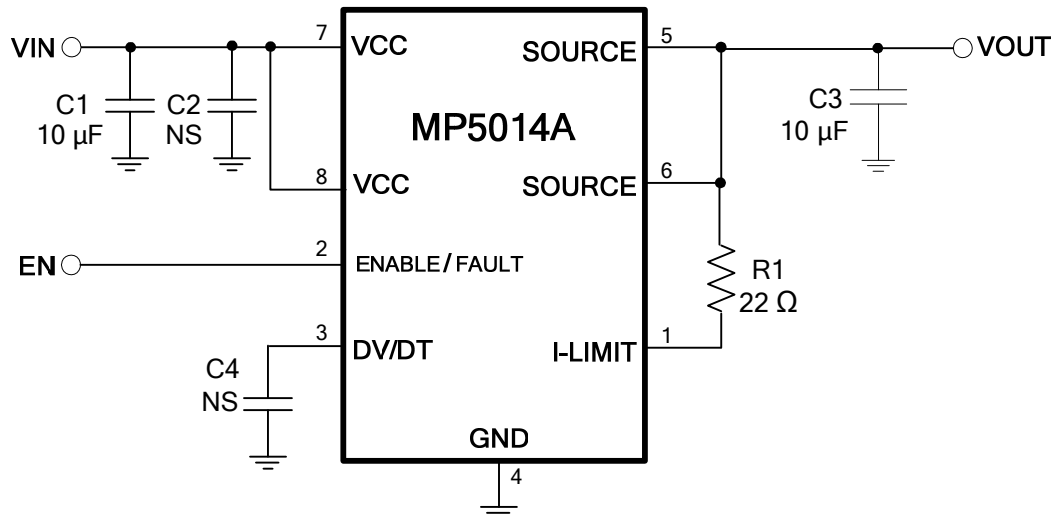 VIN
7
VCC
SOURCE
5
VOUT
C1
10 µF
C2
NS
MP5014A
C3
10 µF
8
VCC
SOURCE
6
EN
2
ENABLE/FAULT
R1
22 Ω
3
DV/DT
I-LIMIT
1
C4
NS
GND
4